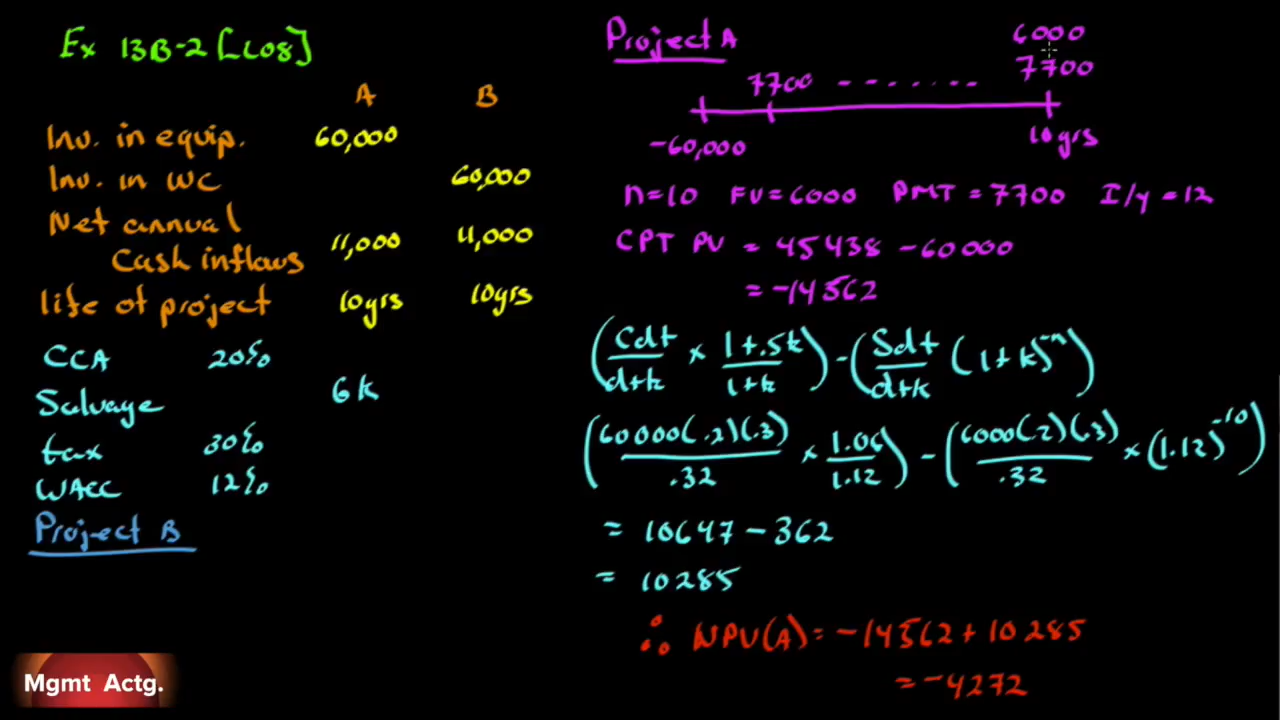 Ex 13B-2 [LO8]
A B
Inv. in equip. 60,000
Inv. in WC 60,000
Net annual
Cash inflows 11,000 11,000
life of project 10yrs 10yrs
CCA 20%
Salvage 6k
tax 30%
WACC 12%
Project B
Mgmt Actg.
Project A
6000
7700 - - - - - - - 7700
-60,000 10yrs
n=10 FV=6000 PMT=7700 I/y=12
CPT PV = 45438 -60000
= -14562
(Cdt/d+k × 1+.5k/1+k) - (Sdt/d+k (1+k)^-n)
(60000(.2)(.3)/.32 × 1.06/1.12) - (6000(.2)(.3)/.32 × (1.12)^-10)
= 10647 - 362
= 10285
∴ NPV(A) = -14562 + 10285
= -4272